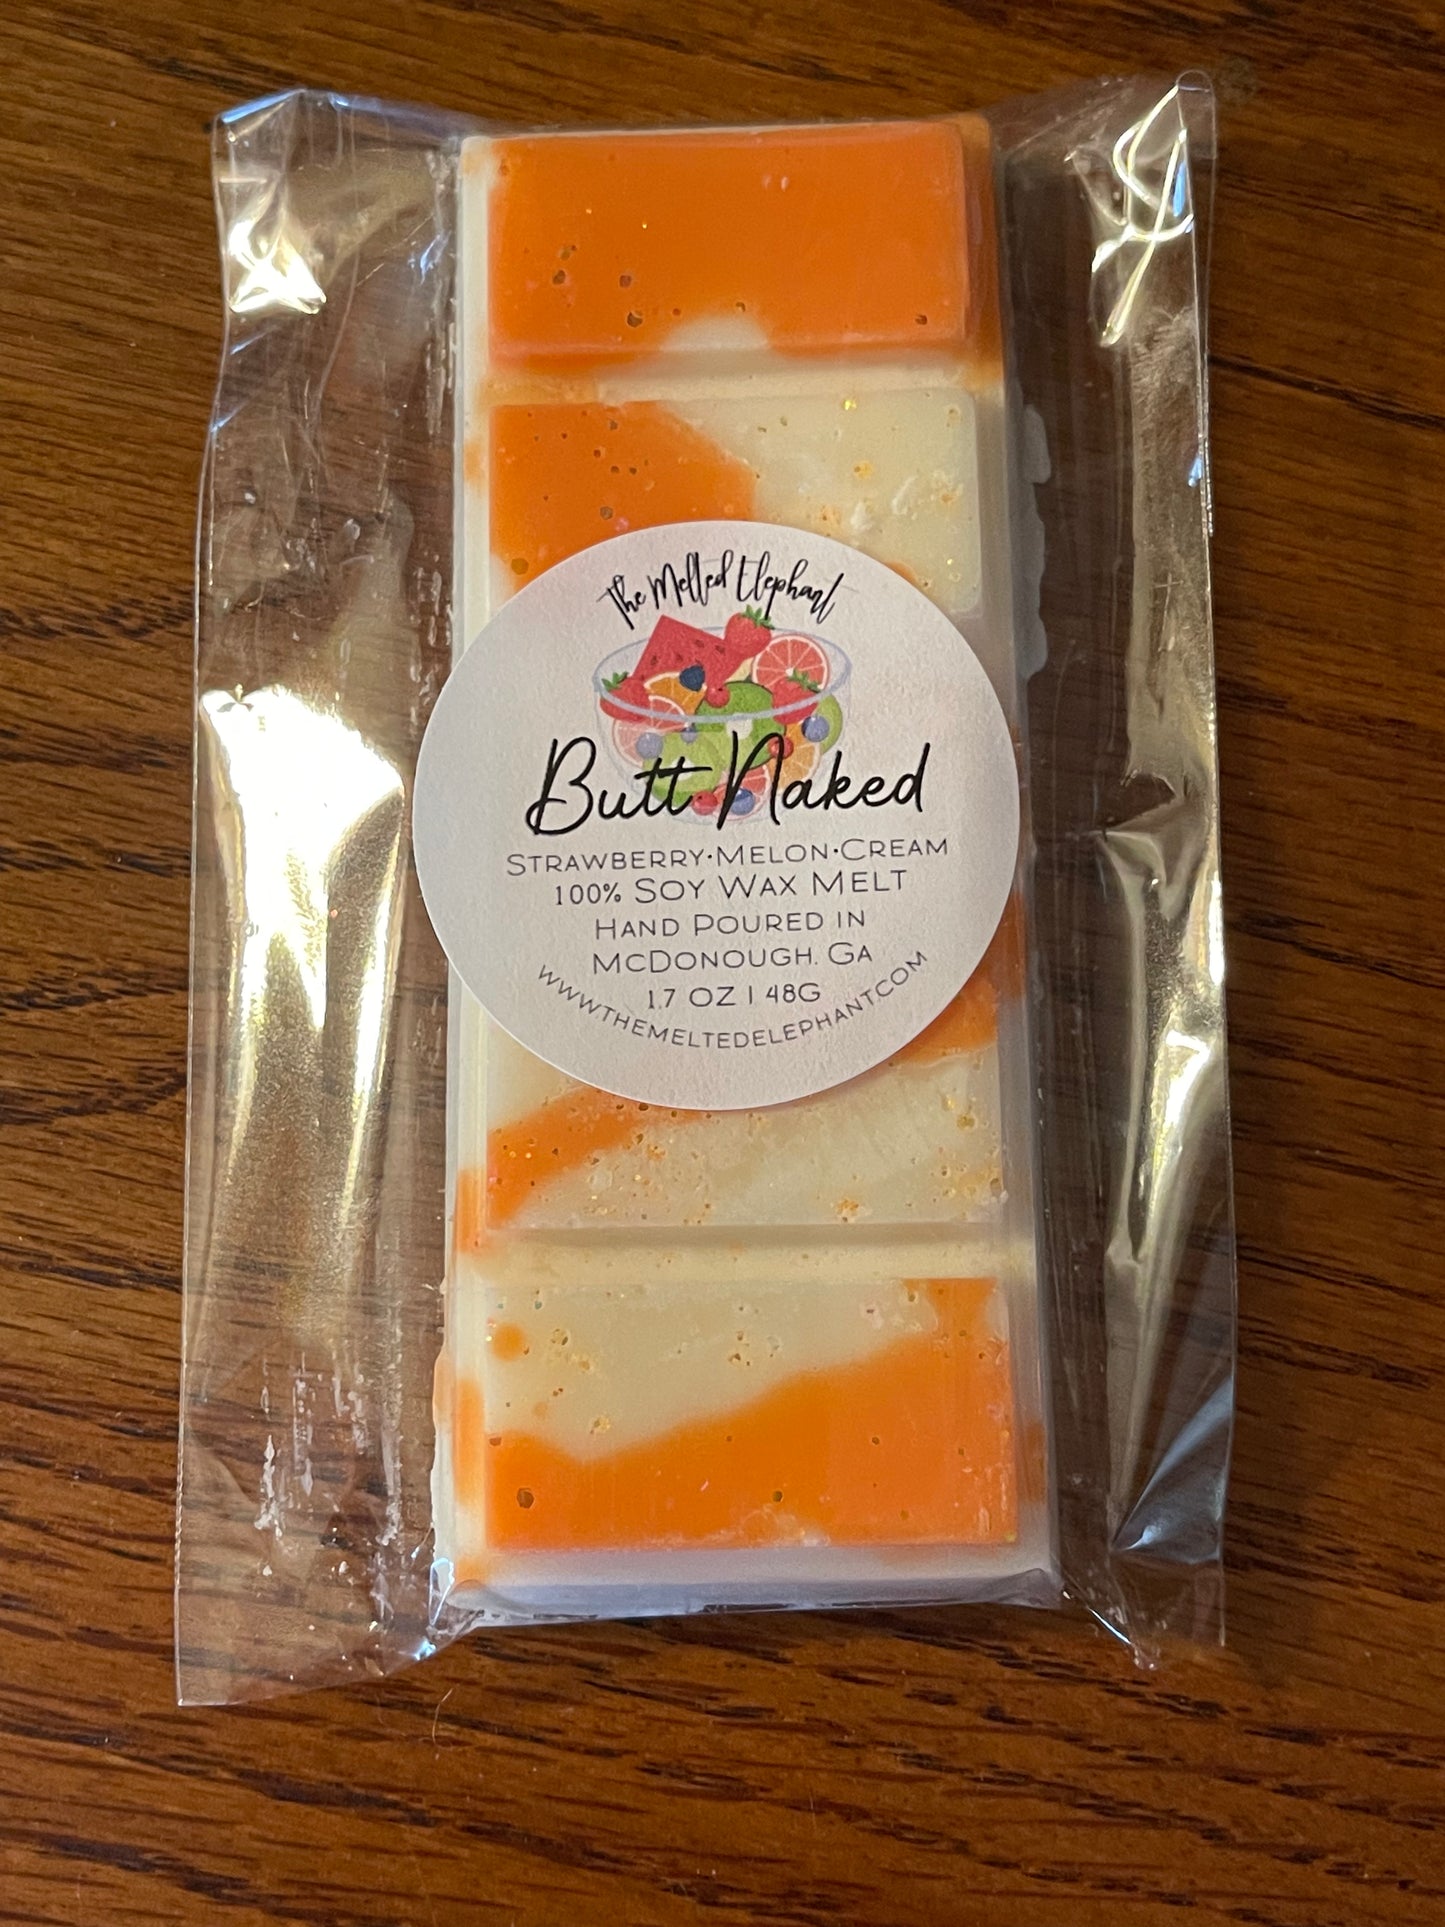 The Melted Elephant
Butt Naked
STRAWBERRY•MELON•CREAM
100% SOY WAX MELT
HAND POURED IN
MCDONOUGH. GA
1.7 OZ | 48G
WWW.THEMELTEDELEPHANT.COM